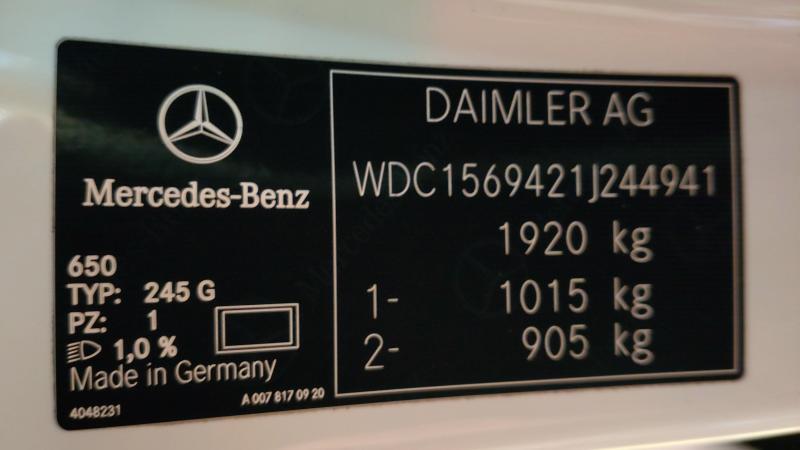 Mercedes-Benz
650
TYP: 245 G
PZ: 1
1,0 %
Made in Germany
4048231
A 007 817 09 20
DAIMLER AG
WDC1569421J244941
1920 kg
1- 1015 kg
2- 905 kg